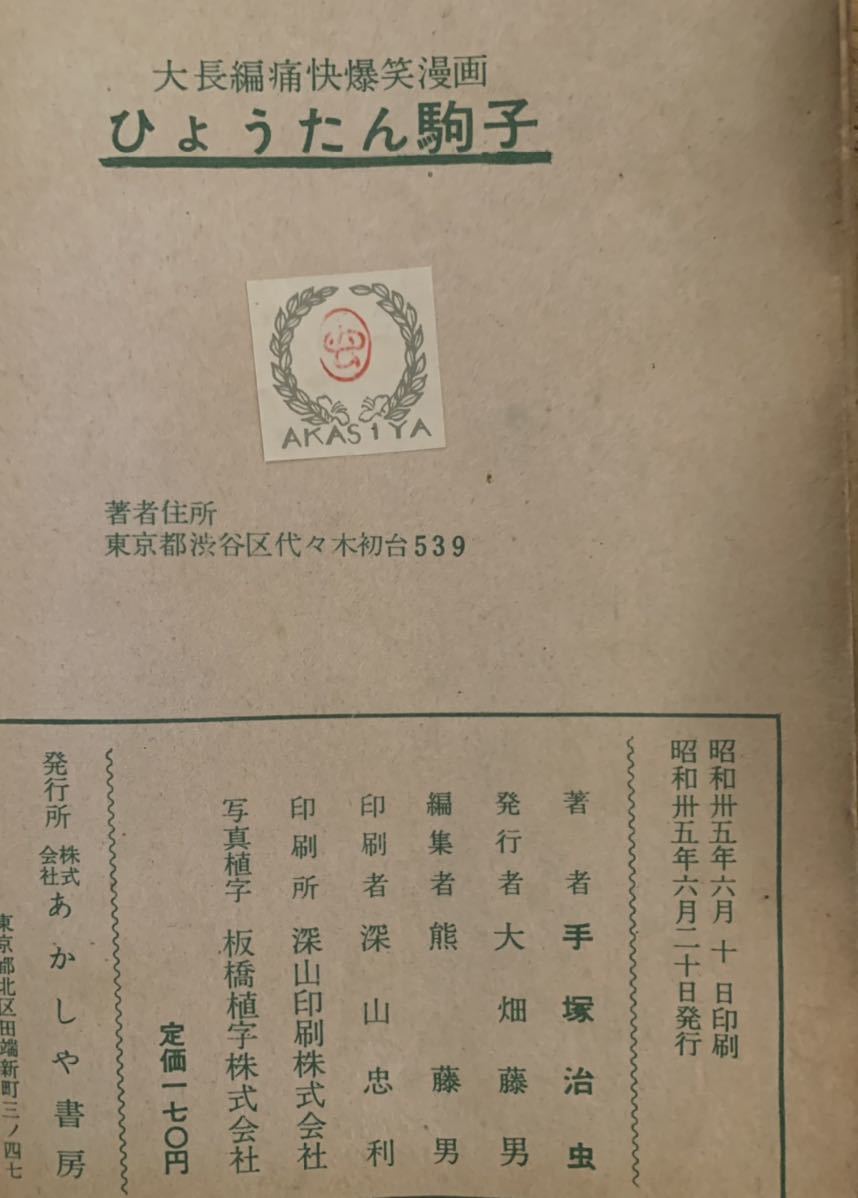 大長編痛快爆笑漫画
ひょうたん駒子
虫
AKASIYA
著者住所
東京都渋谷区代々木初台539
昭和卅五年六月十日印刷
昭和卅五年六月二十日発行
著者 手塚治虫
発行者 大畑藤男
編集者 熊藤男
印刷者 深山忠利
印刷所 深山印刷株式会社
写真植字 板橋植字株式会社
定価一七〇円
発行所 株式会社 あかしや書房
東京都北区田端新町三ノ四七